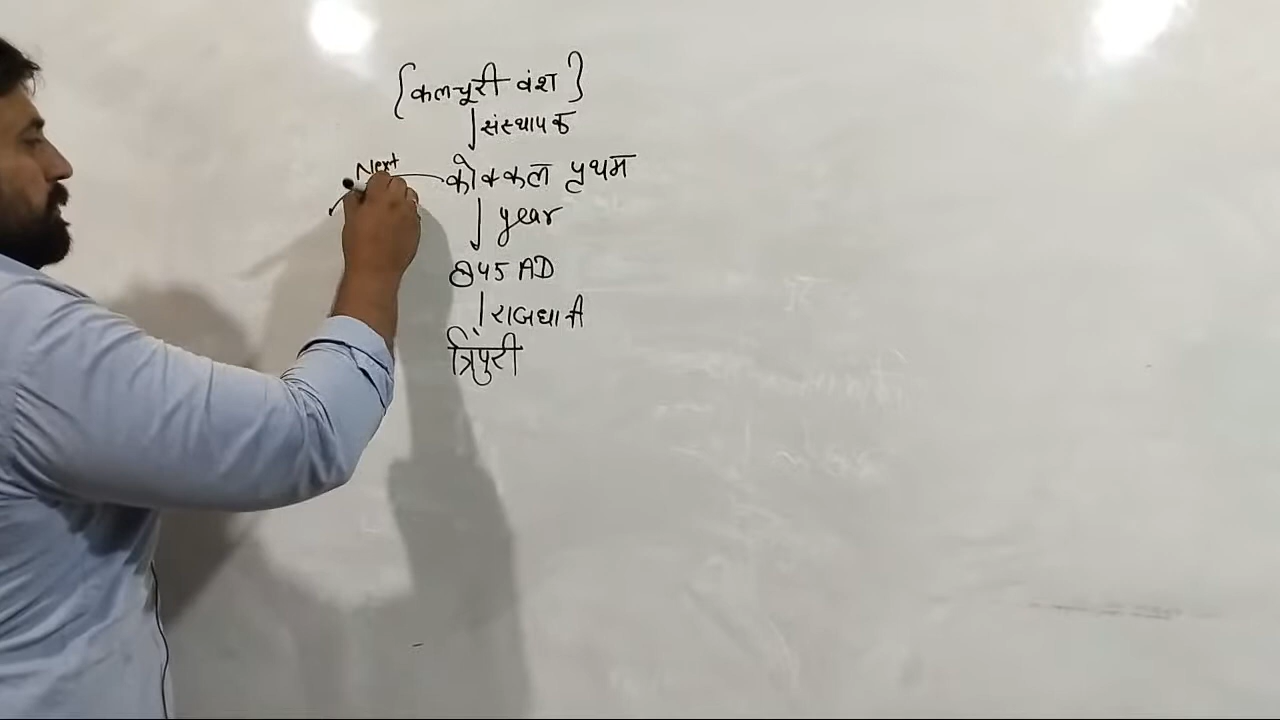 {कलचूरी वंश}
संस्थापक
Next कोक्कल प्रथम
year
845 AD
राजधानी
त्रिपुरी